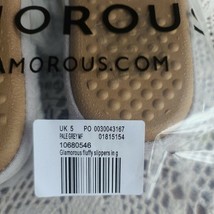 MOROUS
AMOROUS.COM
UK 5 PO 0030043167
PALE GREY MF 01815154
10680546
Glamorous fluffy slippers in g